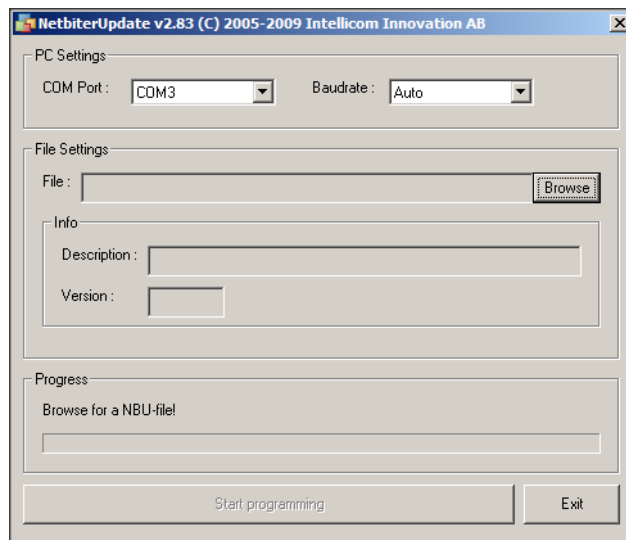 NetbiterUpdate v2.83 (C) 2005-2009 Intellicom Innovation AB
PC Settings
COM Port : COM3 Baudrate : Auto
File Settings
File : Browse
Info
Description :
Version :
Progress
Browse for a NBU-file!
Start programming Exit